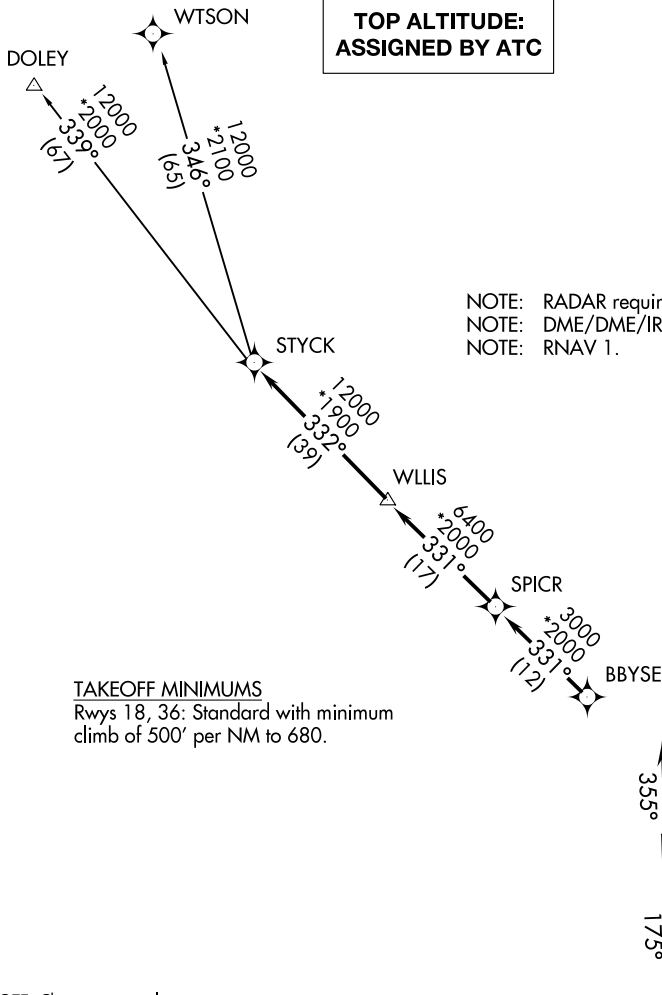 WTSON
TOP ALTITUDE:
ASSIGNED BY ATC
DOLEY
12000
*2000
339°
(67)
12000
*2100
346°
(65)
NOTE: RADAR requir
NOTE: DME/DME/IR
NOTE: RNAV 1.
STYCK
12000
*1900
332°
(39)
WLLIS
6400
*2000
331°
(17)
SPICR
3000
*2000
331°
(12)
BBYSE
TAKEOFF MINIMUMS
Rwys 18, 36: Standard with minimum
climb of 500' per NM to 680.
355°
175°